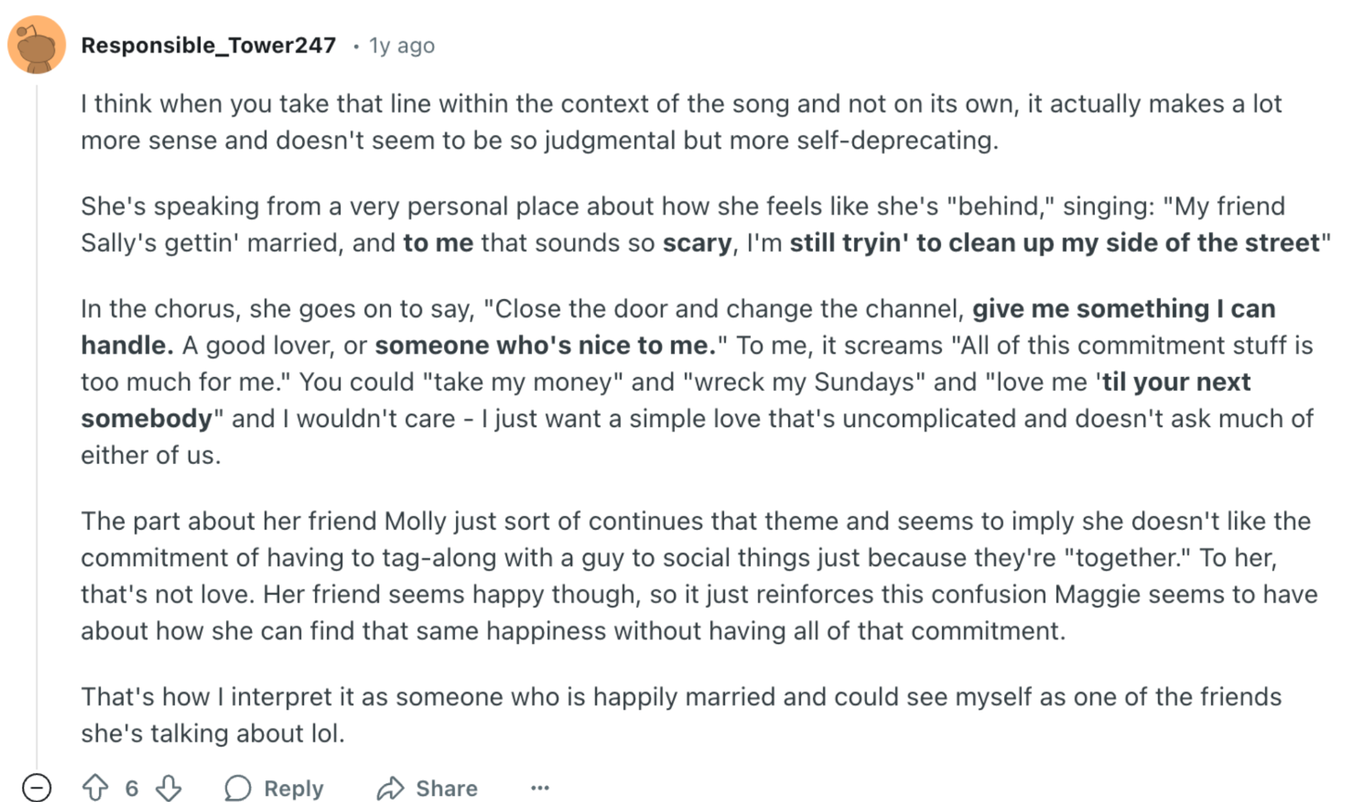 Responsible_Tower247 • 1y ago
I think when you take that line within the context of the song and not on its own, it actually makes a lot
more sense and doesn't seem to be so judgmental but more self-deprecating.
She's speaking from a very personal place about how she feels like she's "behind," singing: "My friend
Sally's gettin' married, and to me that sounds so scary, I'm still tryin' to clean up my side of the street"
In the chorus, she goes on to say, "Close the door and change the channel, give me something I can
handle. A good lover, or someone who's nice to me." To me, it screams "All of this commitment stuff is
too much for me." You could "take my money" and "wreck my Sundays" and "love me 'til your next
somebody" and I wouldn't care - I just want a simple love that's uncomplicated and doesn't ask much of
either of us.
The part about her friend Molly just sort of continues that theme and seems to imply she doesn't like the
commitment of having to tag-along with a guy to social things just because they're "together." To her,
that's not love. Her friend seems happy though, so it just reinforces this confusion Maggie seems to have
about how she can find that same happiness without having all of that commitment.
That's how I interpret it as someone who is happily married and could see myself as one of the friends
she's talking about lol.
6 Reply Share ...